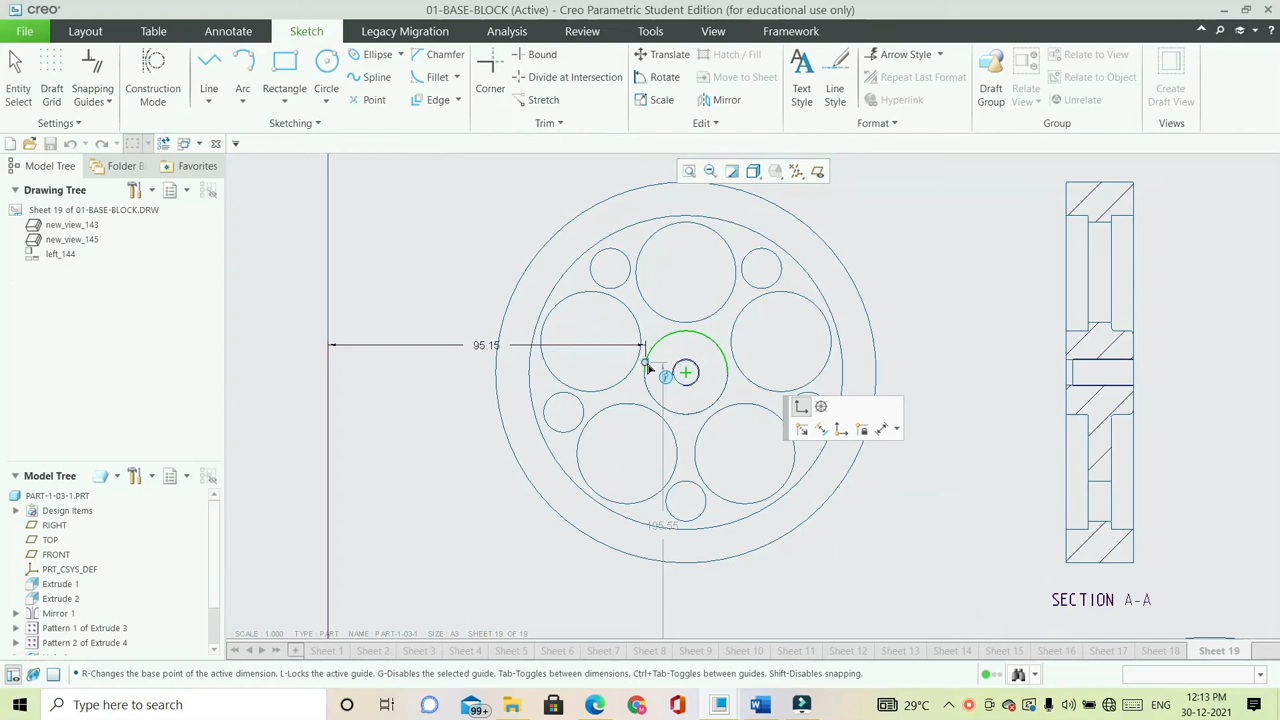 creo 01-BASE-BLOCK (Active) - Creo Parametric Student Edition (for educational use only)
File Layout Table Annotate Sketch Legacy Migration Analysis Review Tools View Framework
Ellipse Chamfer Bound Translate Hatch / Fill Arrow Style Relate to View
Spline Fillet Divide at Intersection Rotate Move to Sheet Repeat Last Format Relate to Object
Entity Select Draft Grid Snapping Guides Construction Mode Line Arc Rectangle Circle Point Edge Corner Stretch Scale Mirror Text Style Line Style Hyperlink Draft Group Relate View Unrelate Create Draft View
Settings Sketching Trim Edit Format Group Views
Model Tree Folder B Favorites
Drawing Tree
Sheet 19 of 01-BASE-BLOCK.DRW
new_view_143
new_view_145
left_144
95.15
Model Tree
PART-1-03-1.PRT
Design Items
RIGHT
TOP
FRONT
PRT_CSYS_DEF
Extrude 1
Extrude 2
Mirror 1
Pattern 1 of Extrude 3
Pattern 2 of Extrude 4
195.55
SECTION A-A
SCALE : 1.000 TYPE : PART NAME : PART-1-03-1 SIZE : A3 SHEET 19 OF 19
Sheet 1 Sheet 2 Sheet 3 Sheet 4 Sheet 5 Sheet 6 Sheet 7 Sheet 8 Sheet 9 Sheet 10 Sheet 11 Sheet 12 Sheet 13 Sheet 14 Sheet 15 Sheet 16 Sheet 17 Sheet 18 Sheet 19
R-Changes the base point of the active dimension. L-Locks the active guide. G-Disables the selected guide. Tab-Toggles between dimensions. Ctrl+Tab-Toggles between guides. Shift-Disables snapping.
Type here to search
99+
29°C
ENG
12:13 PM
30-12-2021